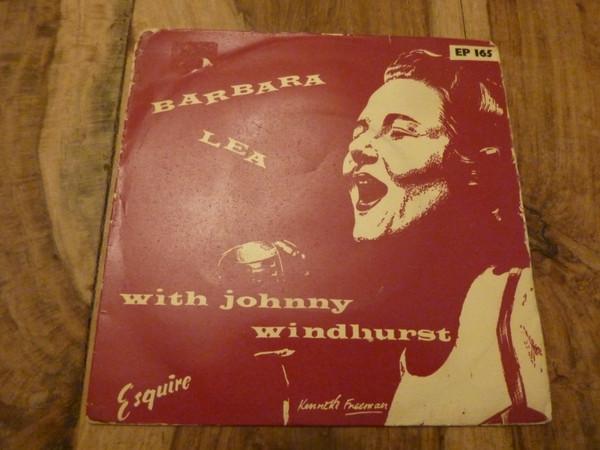 EP 165
BARBARA
LEA
with johnny
windhurst
Esquire
Kenneth Freeman